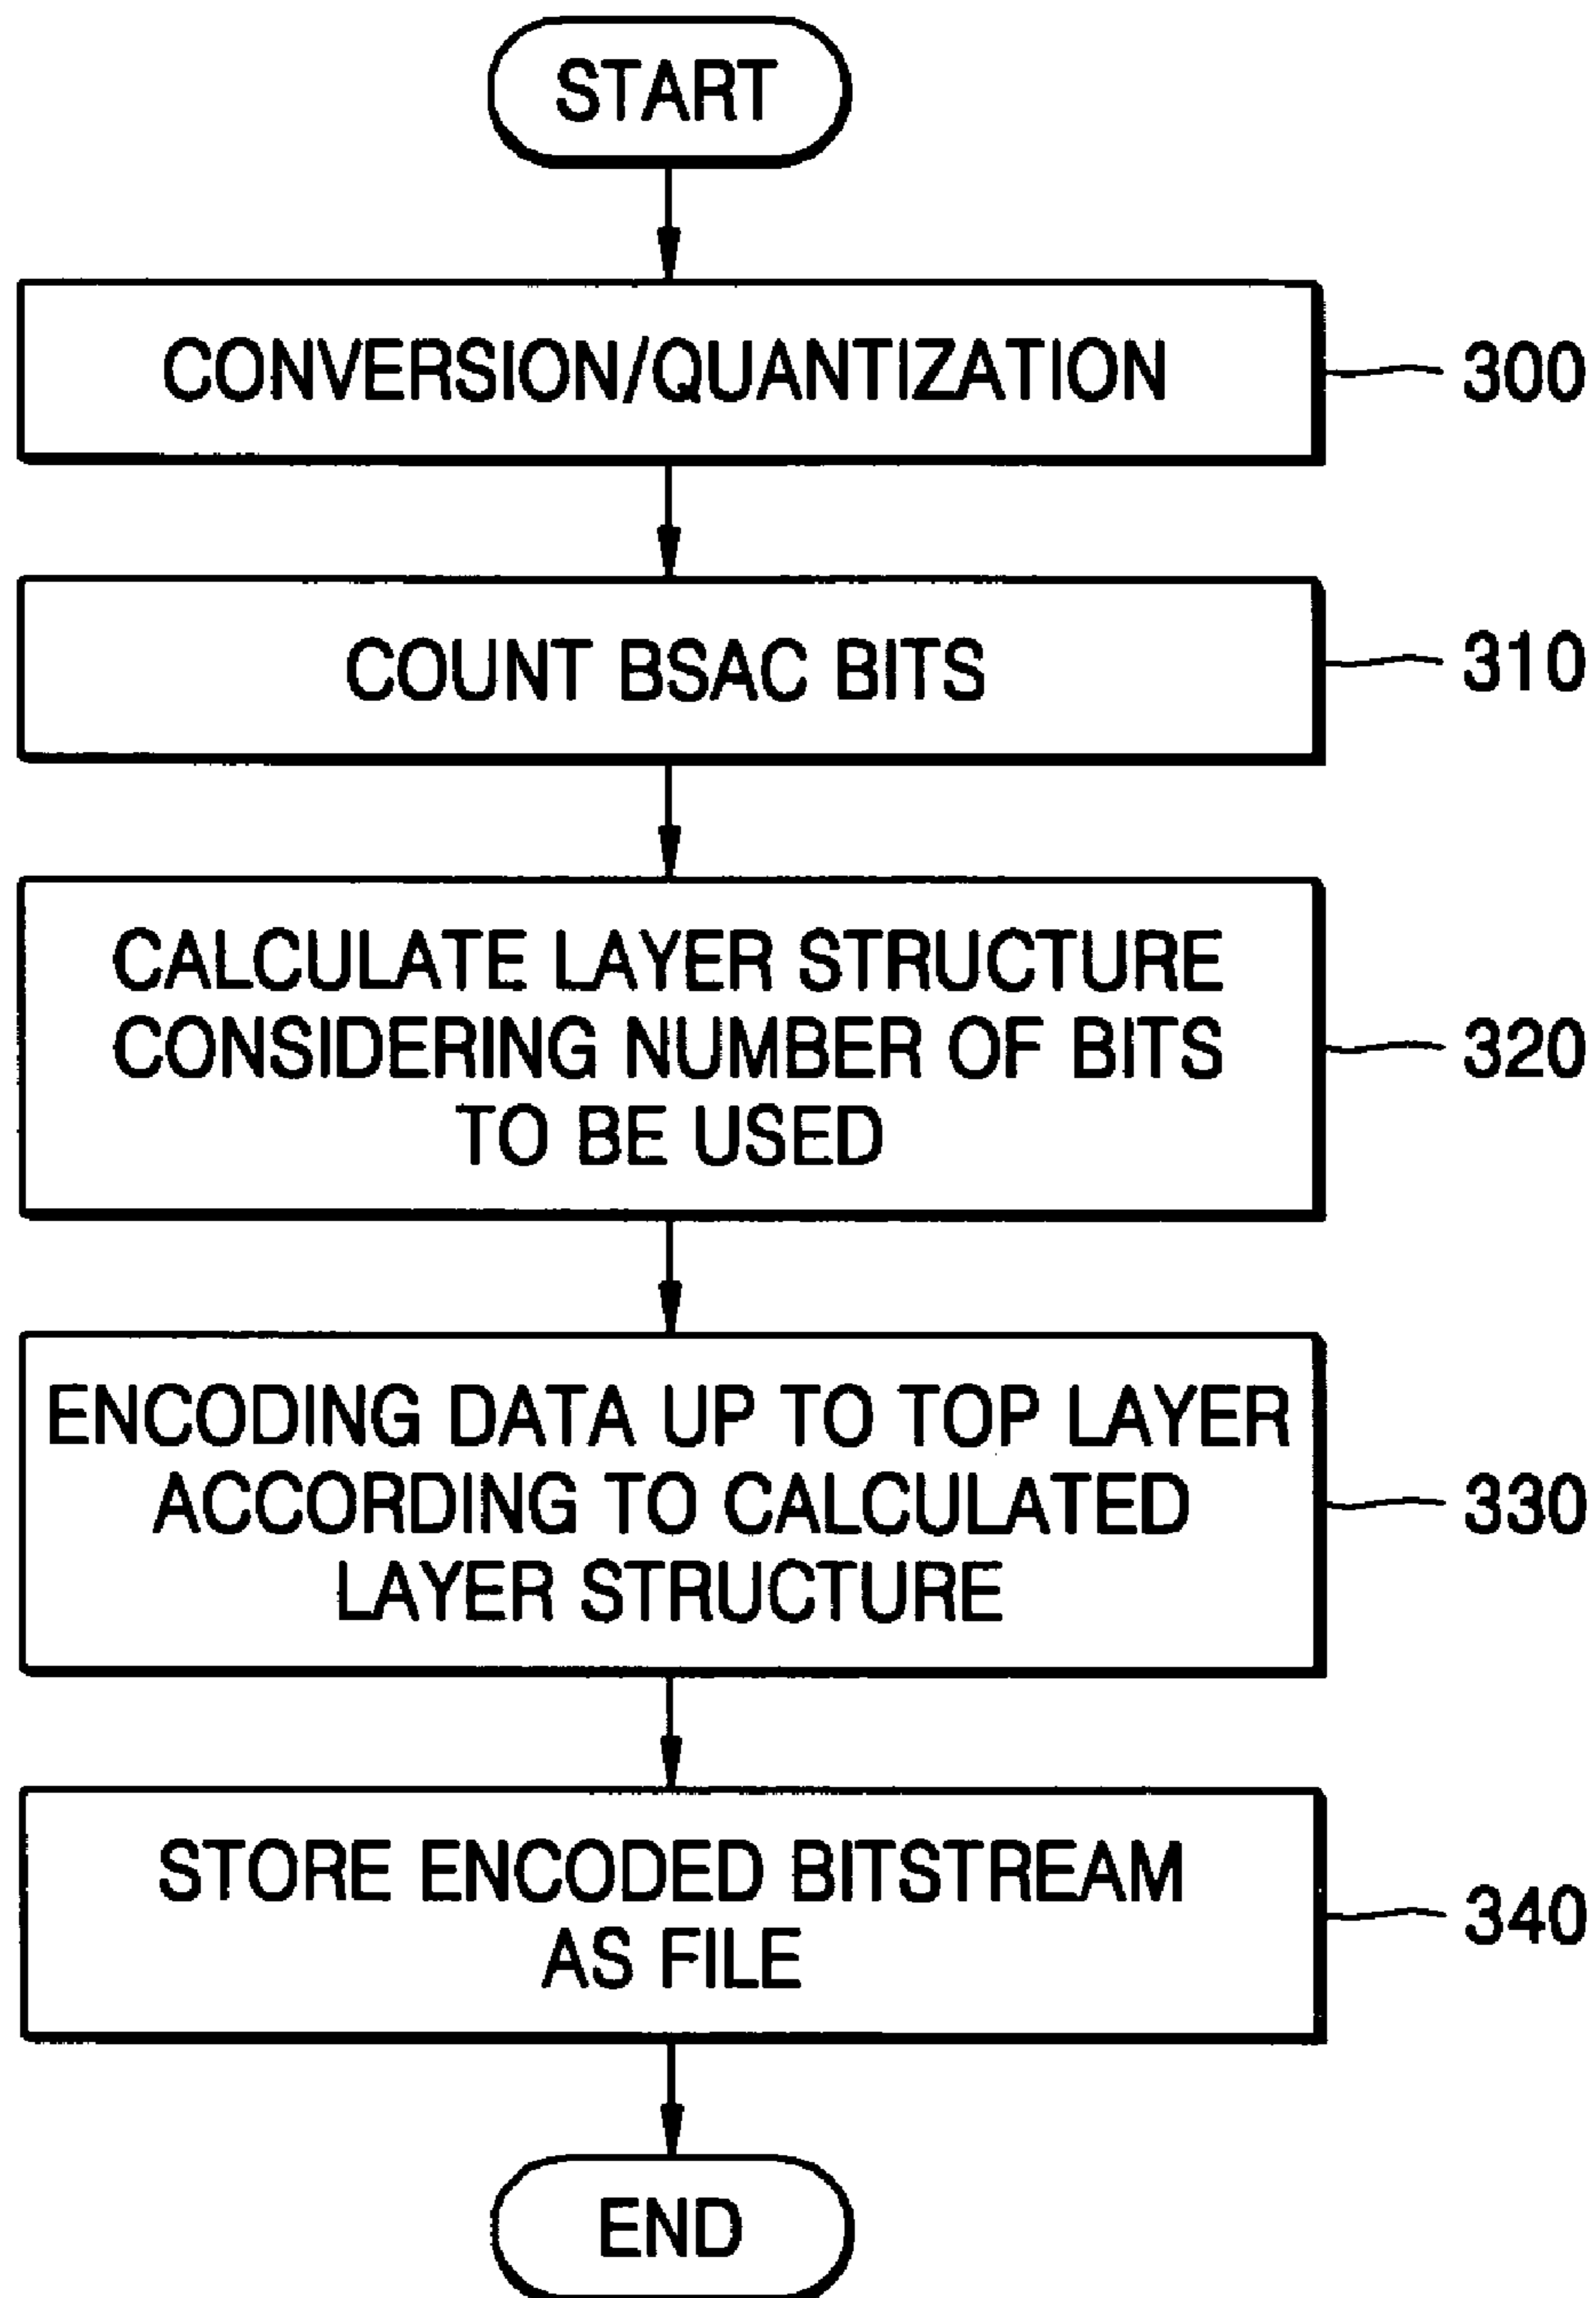 START
CONVERSION/QUANTIZATION
300
COUNT BSAC BITS
310
CALCULATE LAYER STRUCTURE
CONSIDERING NUMBER OF BITS
TO BE USED
320
ENCODING DATA UP TO TOP LAYER
ACCORDING TO CALCULATED
LAYER STRUCTURE
330
STORE ENCODED BITSTREAM
AS FILE
340
END